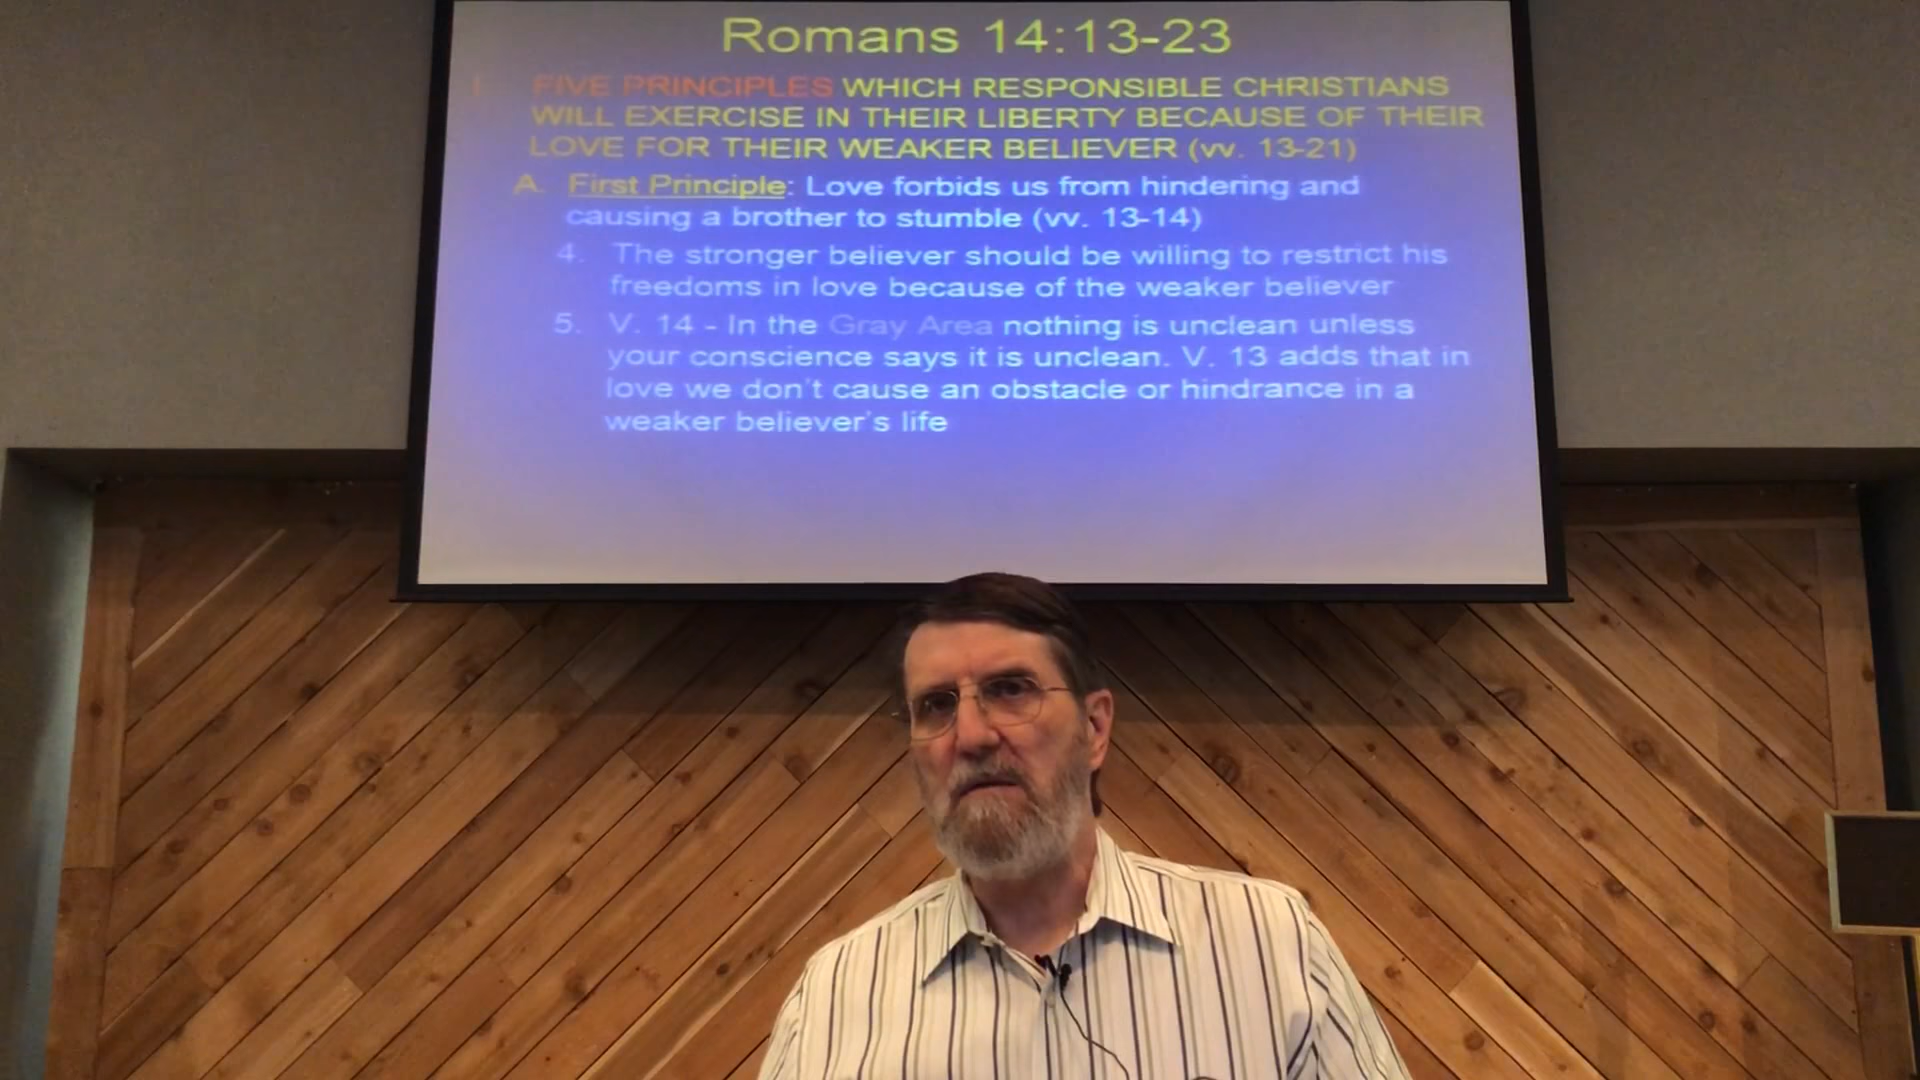 Romans 14:13-23
I. FIVE PRINCIPLES WHICH RESPONSIBLE CHRISTIANS
WILL EXERCISE IN THEIR LIBERTY BECAUSE OF THEIR
LOVE FOR THEIR WEAKER BELIEVER (vv. 13-21)
A. First Principle: Love forbids us from hindering and
causing a brother to stumble (vv. 13-14)
4. The stronger believer should be willing to restrict his
freedoms in love because of the weaker believer
5. V. 14 - In the Gray Area nothing is unclean unless
your conscience says it is unclean. V. 13 adds that in
love we don't cause an obstacle or hindrance in a
weaker believer's life